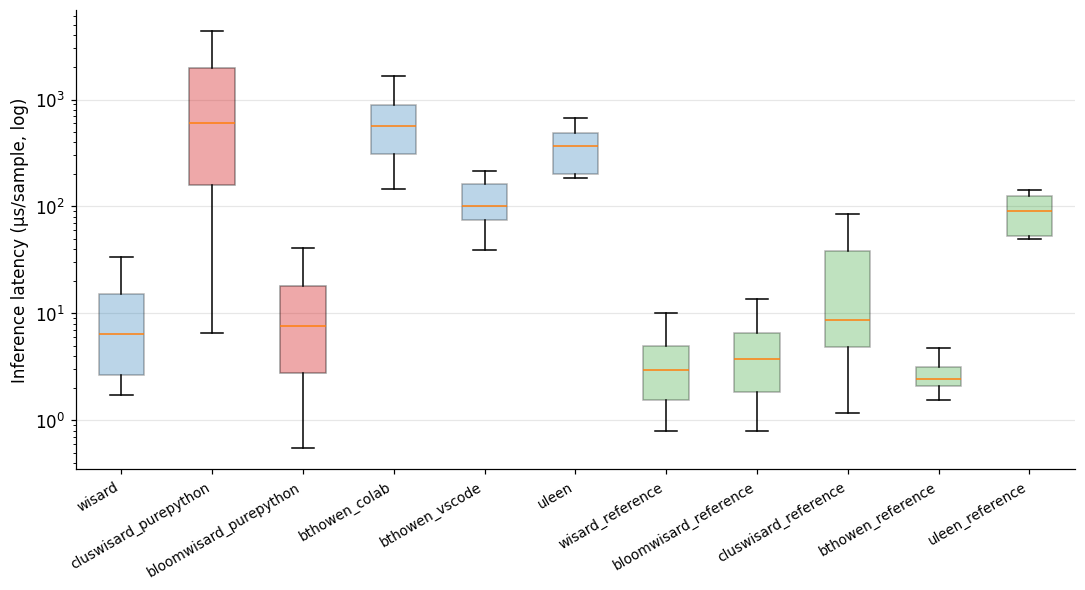 Inference latency (µs/sample, log)
10³
10²
10¹
10⁰
wisard
cluswisard_purepython
bloomwisard_purepython
bthowen_colab
bthowen_vscode
uleen
wisard_reference
bloomwisard_reference
cluswisard_reference
bthowen_reference
uleen_reference